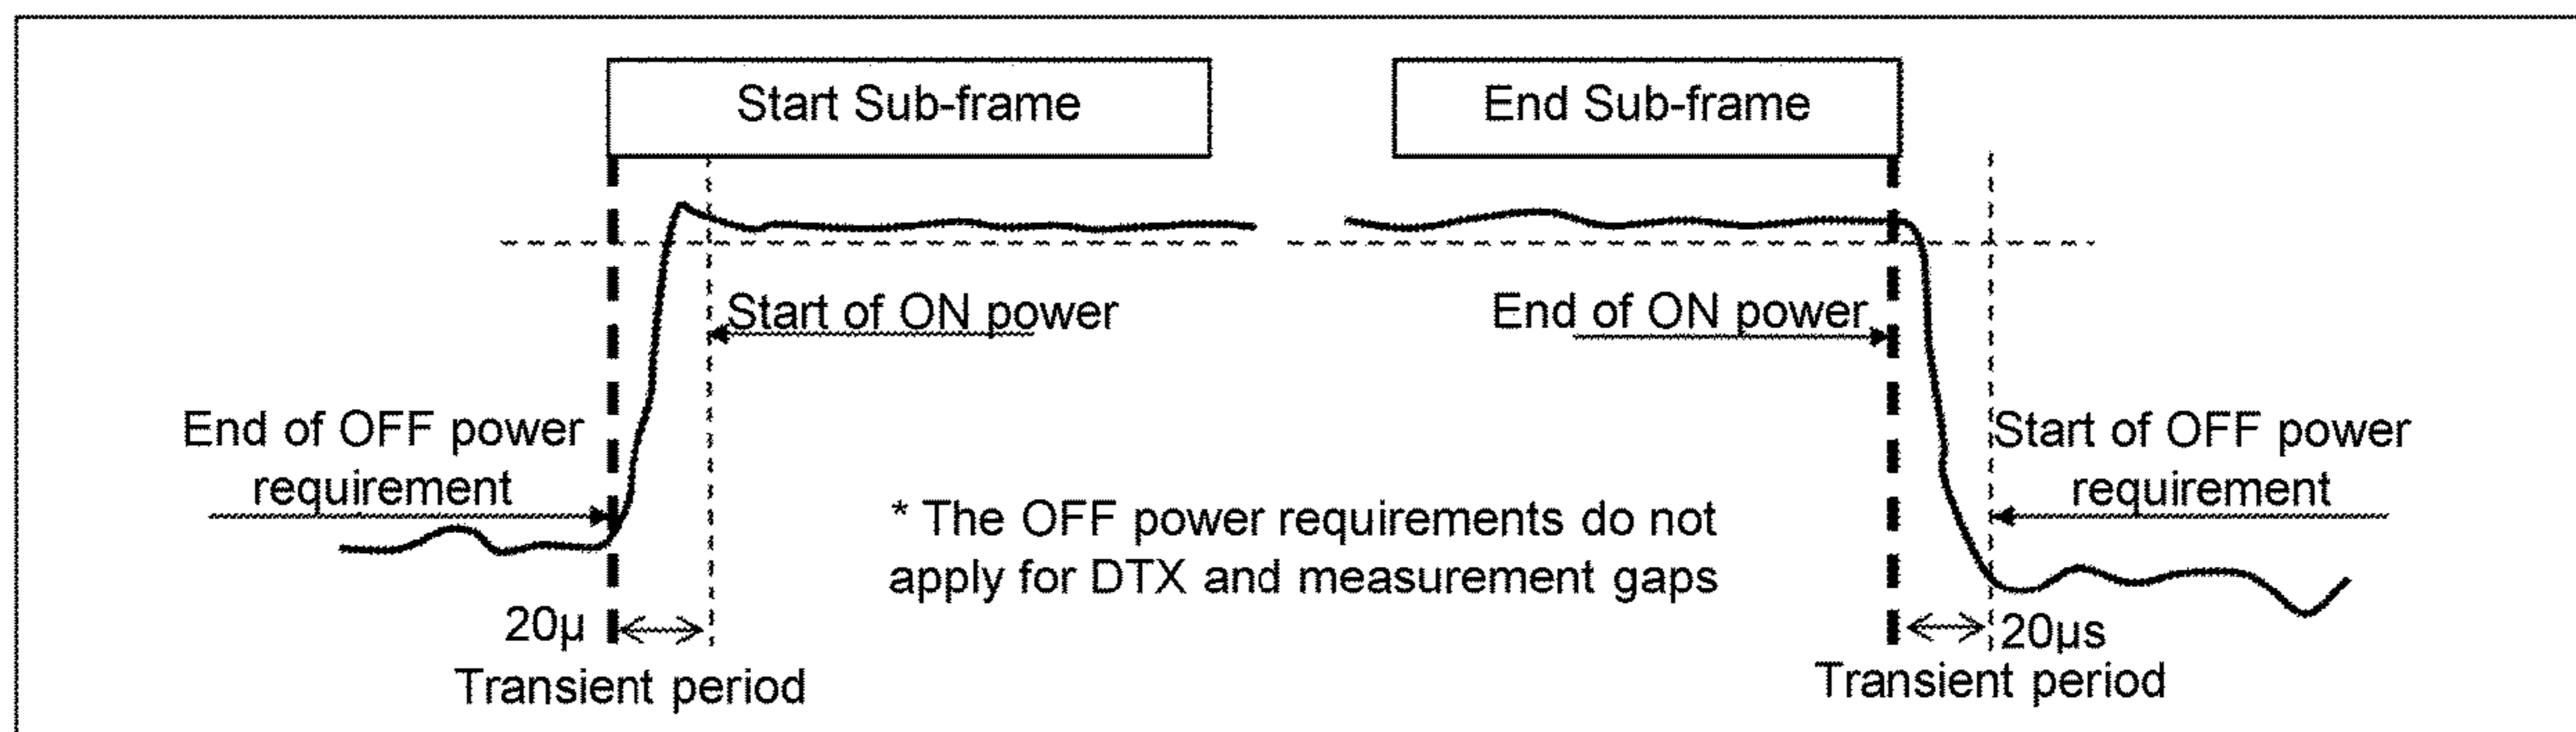 Start Sub-frame
End Sub-frame
Start of ON power
End of ON power
End of OFF power
requirement
Start of OFF power
requirement
* The OFF power requirements do not
apply for DTX and measurement gaps
20µ
20µs
Transient period
Transient period